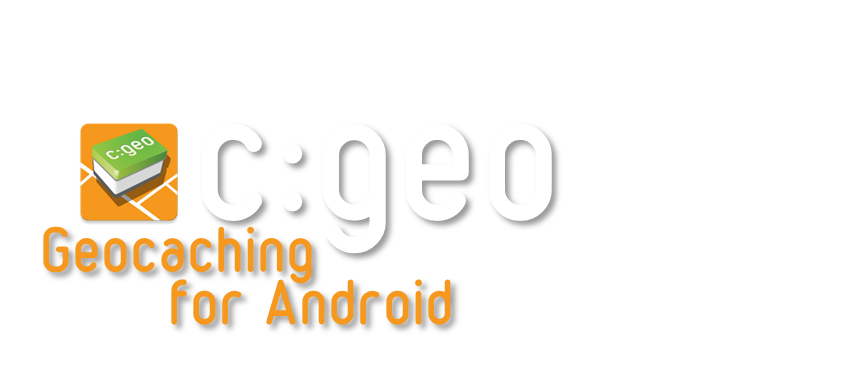 c:geo
c:geo
Geocaching
for Android